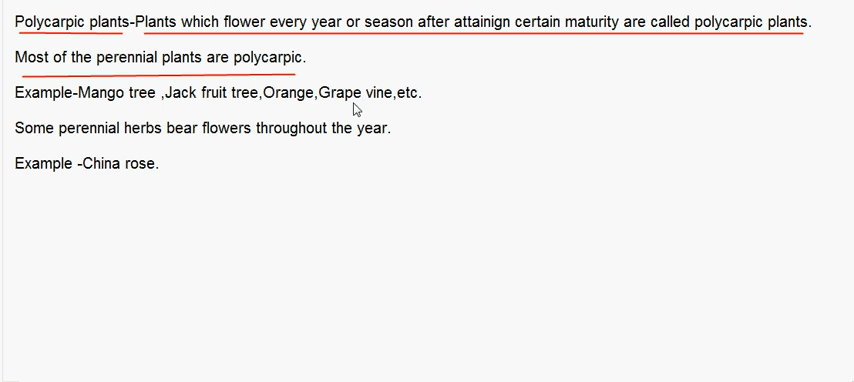 Polycarpic plants-Plants which flower every year or season after attainign certain maturity are called polycarpic plants.
Most of the perennial plants are polycarpic.
Example-Mango tree ,Jack fruit tree,Orange,Grape vine,etc.
Some perennial herbs bear flowers throughout the year.
Example -China rose.